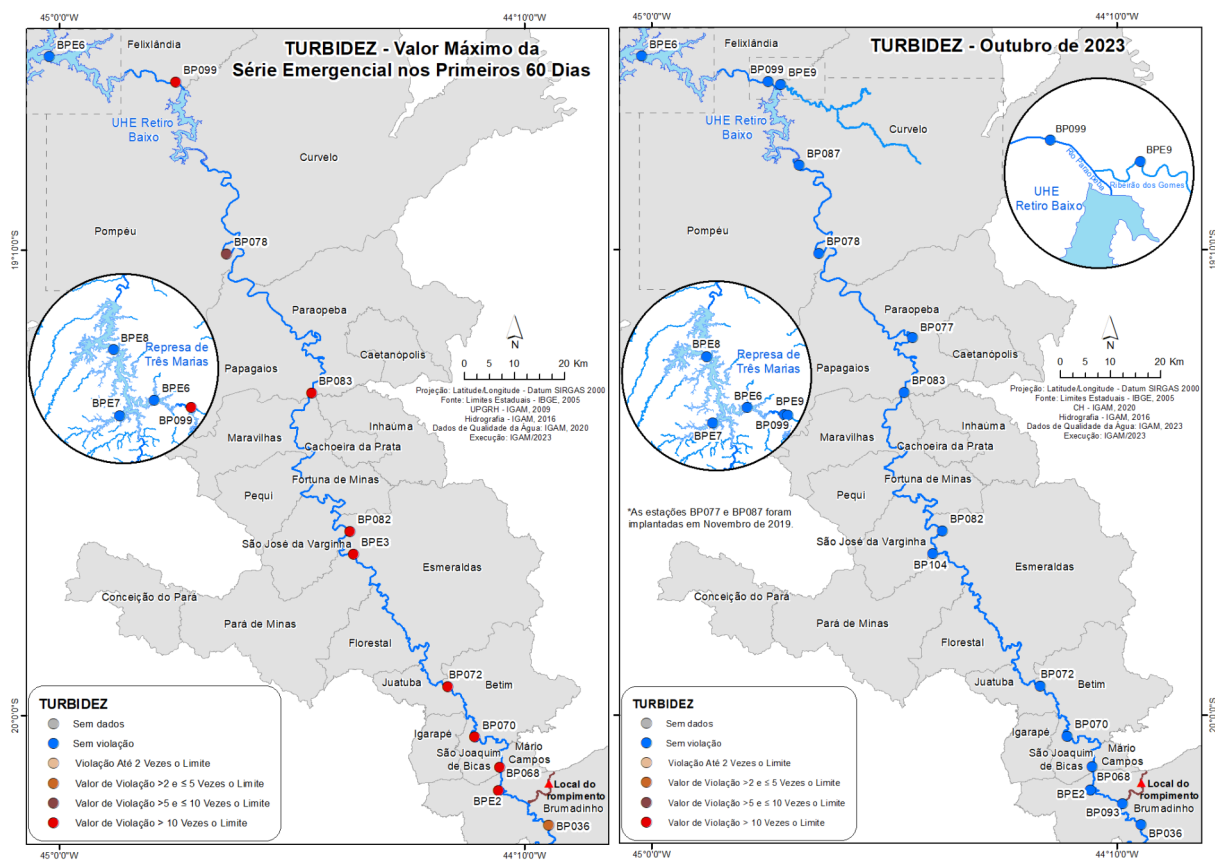 45°0'0"W
44°10'0"W
TURBIDEZ - Valor Máximo da
Série Emergencial nos Primeiros 60 Dias
BPE6
Felixlândia
BP099
UHE Retiro
Baixo
Curvelo
Pompéu
BP078
19°10'0"S
Paraopeba
BPE8
Represa de
Três Marias
BPE6
BPE7
BP099
N
0 5 10 20 Km
Caetanópolis
Papagaios
Projeção: Latitude/Longitude - Datum SIRGAS 2000
Fonte: Limites Estaduais - IBGE, 2005
UPGRH - IGAM, 2009
Hidrografia - IGAM, 2016
Dados de Qualidade da Água: IGAM, 2020
Execução: IGAM/2023
BP083
Inhaúma
Maravilhas
Cachoeira da Prata
Fortuna de Minas
Pequi
BP082
São José da Varginha
BPE3
Esmeraldas
Conceição do Pará
Pará de Minas
Florestal
Juatuba
BP072
Betim
20°0'0"S
Igarapé
BP070
São Joaquim
de Bicas
Mário
Campos
BP068
Local do
rompimento
BPE2
Brumadinho
BP036
TURBIDEZ
Sem dados
Sem violação
Violação Até 2 Vezes o Limite
Valor de Violação >2 e ≤ 5 Vezes o Limite
Valor de Violação >5 e ≤ 10 Vezes o Limite
Valor de Violação > 10 Vezes o Limite
45°0'0"W
44°10'0"W
45°0'0"W
44°10'0"W
TURBIDEZ - Outubro de 2023
BPE6
Felixlândia
BP099
BPE9
UHE Retiro
Baixo
Curvelo
BP087
BP099
BPE9
Rio Paraopeba
Ribeirão dos Gomes
UHE
Retiro Baixo
Pompéu
BP078
19°10'0"S
Paraopeba
BP077
BPE8
Represa de
Três Marias
BPE6
BPE9
BPE7
BP099
N
0 5 10 20 Km
Caetanópolis
Papagaios
Projeção: Latitude/Longitude - Datum SIRGAS 2000
Fonte: Limites Estaduais - IBGE, 2005
CH - IGAM, 2020
Hidrografia - IGAM, 2016
Dados de Qualidade da Água: IGAM, 2023
Execução: IGAM/2023
BP083
Inhaúma
Maravilhas
Cachoeira da Prata
Fortuna de Minas
Pequi
*As estações BP077 e BP087 foram
implantadas em Novembro de 2019.
BP082
São José da Varginha
BP104
Esmeraldas
Conceição do Pará
Pará de Minas
Florestal
Juatuba
BP072
Betim
20°0'0"S
Igarapé
BP070
São Joaquim
de Bicas
Mário
Campos
BP068
Local do
rompimento
BPE2
BP093
Brumadinho
BP036
TURBIDEZ
Sem dados
Sem violação
Violação Até 2 Vezes o Limite
Valor de Violação >2 e ≤ 5 Vezes o Limite
Valor de Violação >5 e ≤ 10 Vezes o Limite
Valor de Violação > 10 Vezes o Limite
45°0'0"W
44°10'0"W